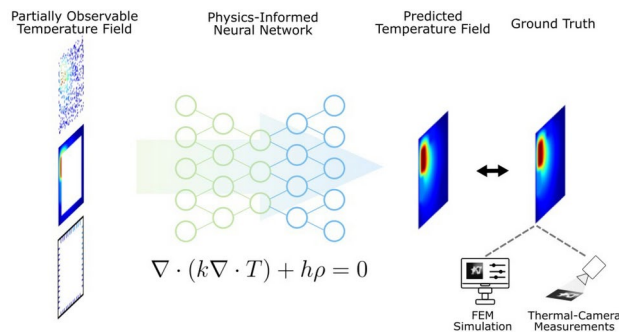 Partially Observable
Temperature Field
Physics-Informed
Neural Network
Predicted
Temperature Field
Ground Truth
∇ · (k∇ · T) + hρ = 0
FEM
Simulation
Thermal-Camera
Measurements